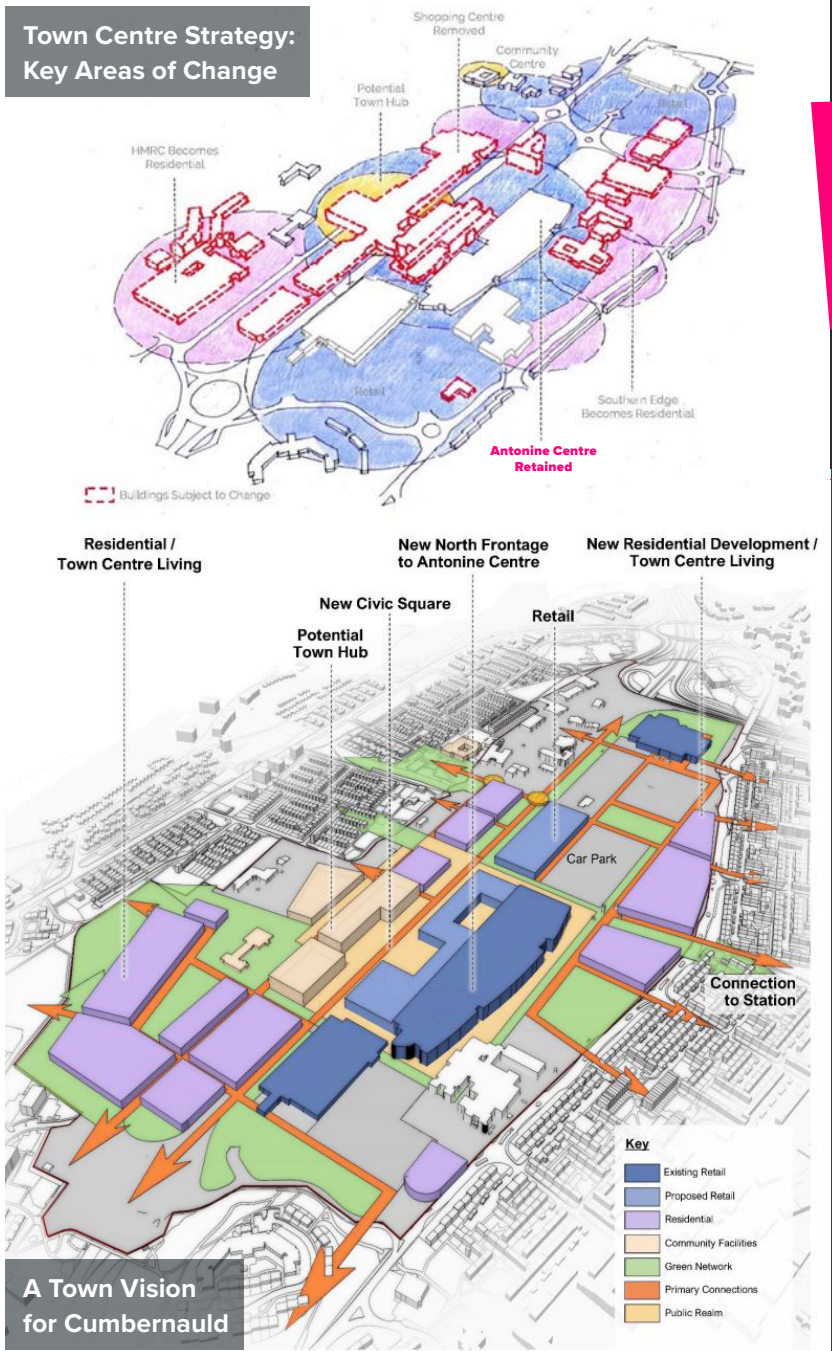 Town Centre Strategy:
Key Areas of Change
Shopping Centre
Removed
Community
Centre
Potential
Town Hub
Retail
HMRC Becomes
Residential
Retail
Southern Edge
Becomes Residential
Antonine Centre
Retained
Buildings Subject to Change
Residential /
Town Centre Living
New North Frontage
to Antonine Centre
New Residential Development /
Town Centre Living
New Civic Square
Retail
Potential
Town Hub
Car Park
Connection
to Station
Key
Existing Retail
Proposed Retail
Residential
Community Facilities
Green Network
Primary Connections
Public Realm
A Town Vision
for Cumbernauld